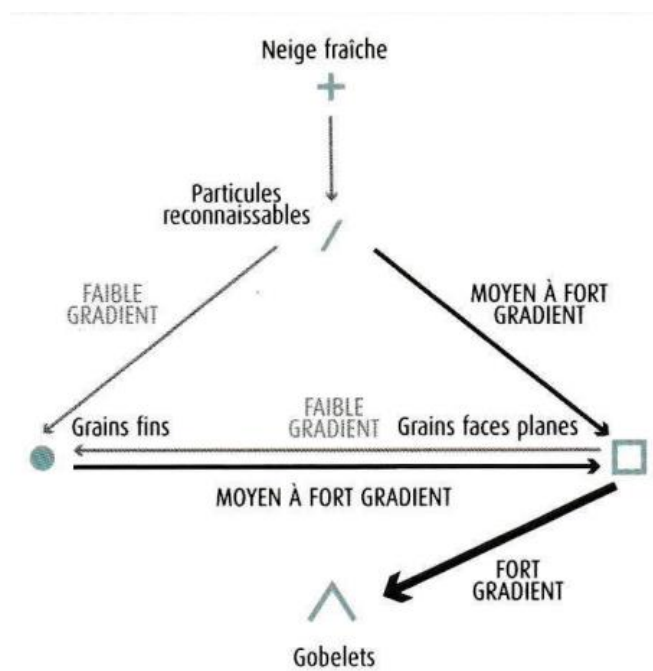 Neige fraîche
Particules
reconnaissables
FAIBLE
GRADIENT
MOYEN À FORT
GRADIENT
Grains fins
FAIBLE
GRADIENT
Grains faces planes
MOYEN À FORT GRADIENT
FORT
GRADIENT
Gobelets